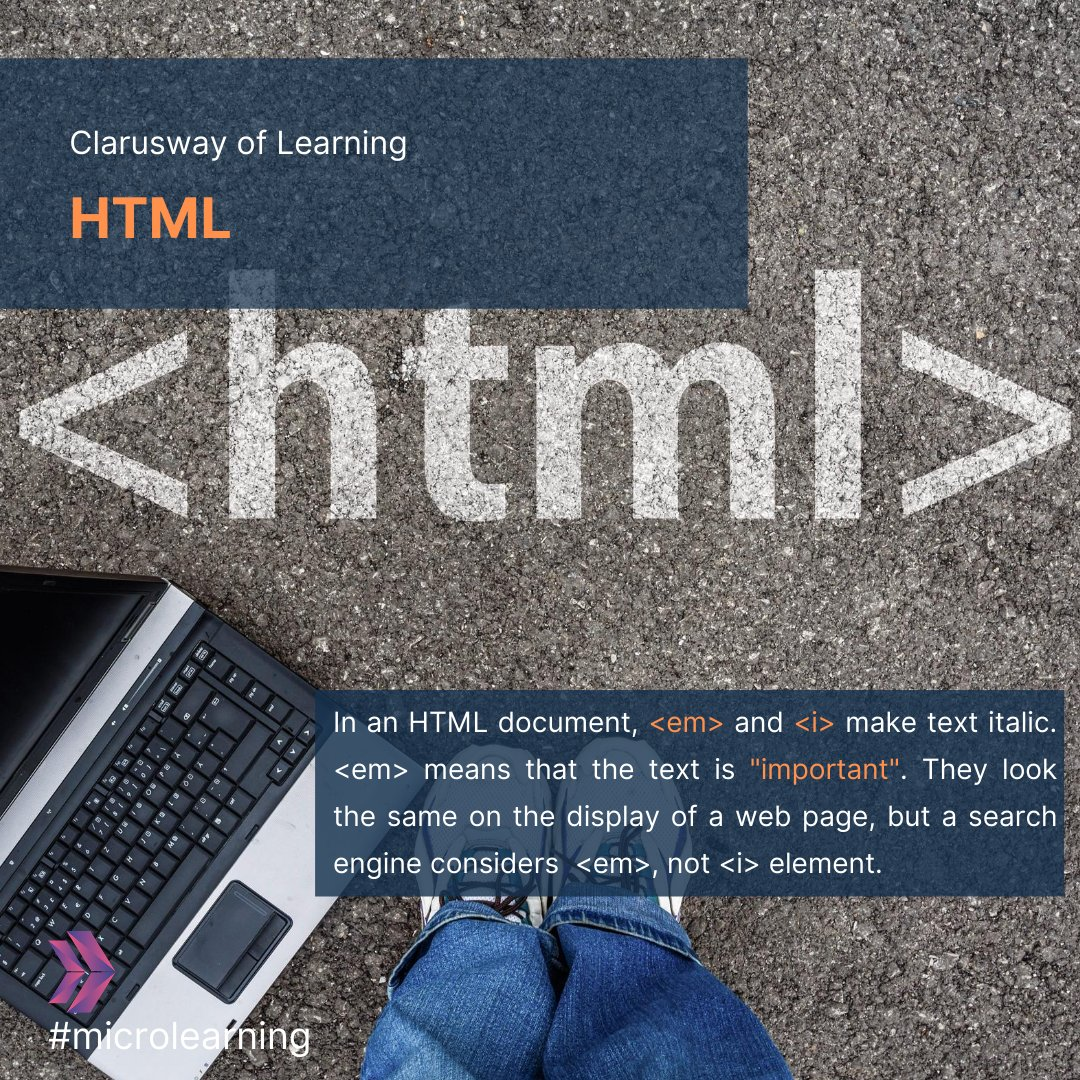 Clarusway of Learning
HTML
<html>
In an HTML document, <em> and <i> make text italic.
<em> means that the text is "important". They look
the same on the display of a web page, but a search
engine considers <em>, not <i> element.
#microlearning